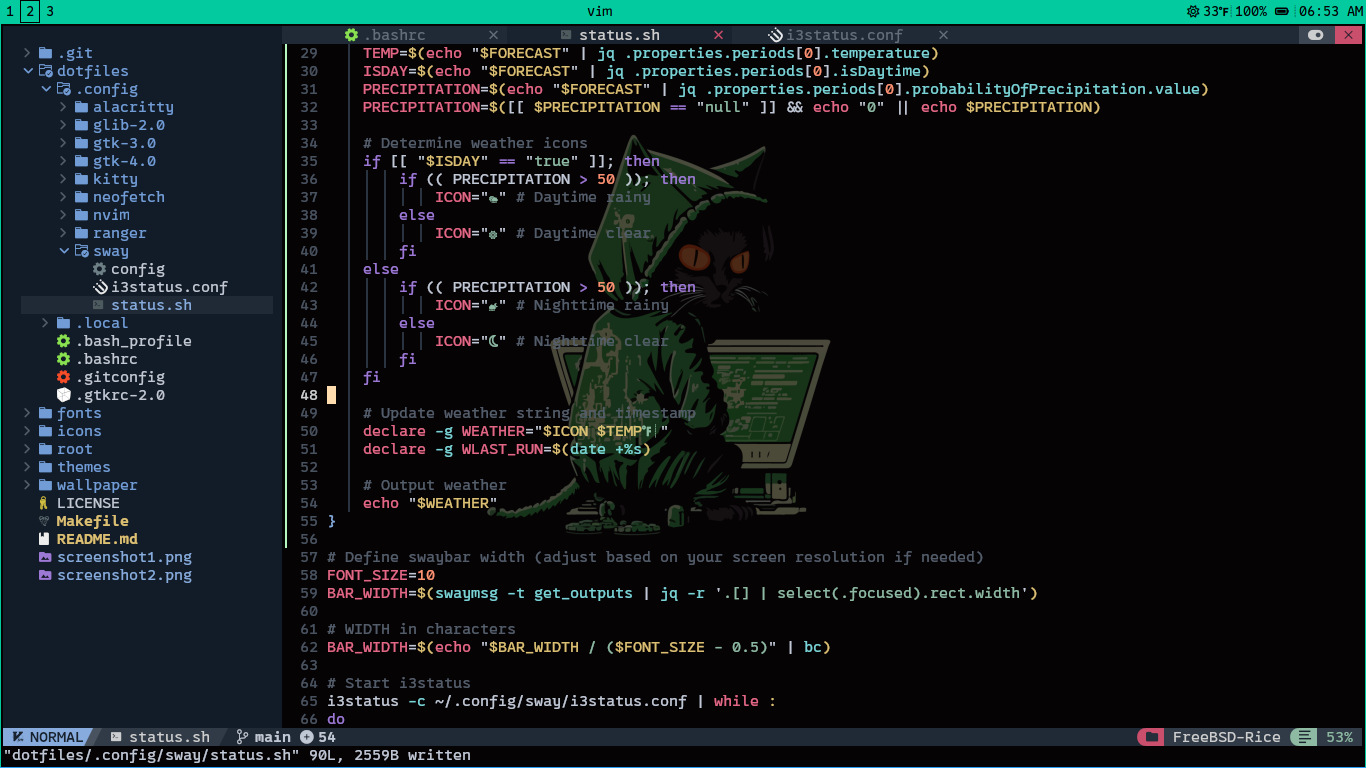 1 2 3 vim 33°F 100% 06:53 AM
.bashrc status.sh i3status.conf
.git
dotfiles
.config
alacritty
glib-2.0
gtk-3.0
gtk-4.0
kitty
neofetch
nvim
ranger
sway
config
i3status.conf
status.sh
.local
.bash_profile
.bashrc
.gitconfig
.gtkrc-2.0
fonts
icons
root
themes
wallpaper
LICENSE
Makefile
README.md
screenshot1.png
screenshot2.png
29 TEMP=$(echo "$FORECAST" | jq .properties.periods[0].temperature)
30 ISDAY=$(echo "$FORECAST" | jq .properties.periods[0].isDaytime)
31 PRECIPITATION=$(echo "$FORECAST" | jq .properties.periods[0].probabilityOfPrecipitation.value)
32 PRECIPITATION=$([[ $PRECIPITATION == "null" ]] && echo "0" || echo $PRECIPITATION)
33
34 # Determine weather icons
35 if [[ "$ISDAY" == "true" ]]; then
36 if (( PRECIPITATION > 50 )); then
37 ICON="" # Daytime rainy
38 else
39 ICON="" # Daytime clear
40 fi
41 else
42 if (( PRECIPITATION > 50 )); then
43 ICON="" # Nighttime rainy
44 else
45 ICON="" # Nighttime clear
46 fi
47 fi
48
49 # Update weather string and timestamp
50 declare -g WEATHER="$ICON $TEMP°F|"
51 declare -g WLAST_RUN=$(date +%s)
52
53 # Output weather
54 echo "$WEATHER"
55 }
56
57 # Define swaybar width (adjust based on your screen resolution if needed)
58 FONT_SIZE=10
59 BAR_WIDTH=$(swaymsg -t get_outputs | jq -r '.[] | select(.focused).rect.width')
60
61 # WIDTH in characters
62 BAR_WIDTH=$(echo "$BAR_WIDTH / ($FONT_SIZE - 0.5)" | bc)
63
64 # Start i3status
65 i3status -c ~/.config/sway/i3status.conf | while :
66 do
NORMAL status.sh main 54 FreeBSD-Rice 53%
"dotfiles/.config/sway/status.sh" 90L, 2559B written